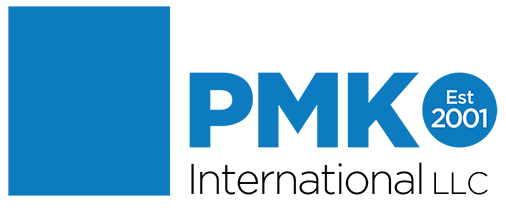 PMK
Est
2001
International LLC